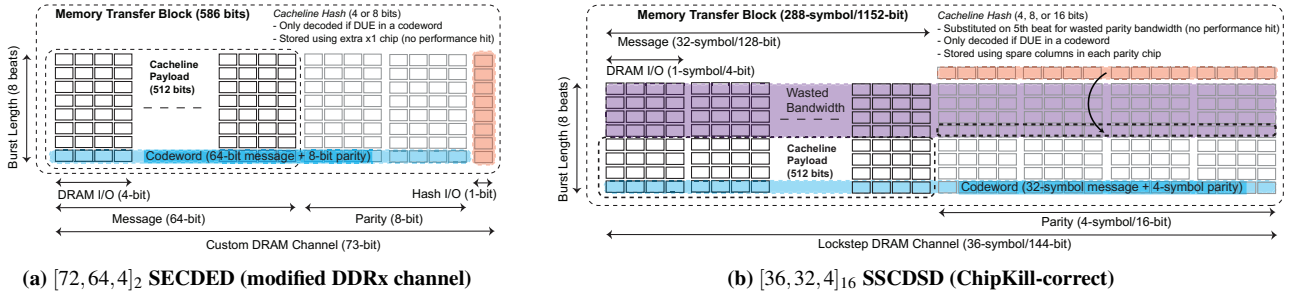 Memory Transfer Block (586 bits)
Cacheline Hash (4 or 8 bits)
- Only decoded if DUE in a codeword
- Stored using extra x1 chip (no performance hit)
Burst Length (8 beats)
Cacheline
Payload
(512 bits)
Codeword (64-bit message + 8-bit parity)
DRAM I/O (4-bit)
Hash I/O (1-bit)
Message (64-bit)
Parity (8-bit)
Custom DRAM Channel (73-bit)
(a) [72, 64, 4]₂ SECDED (modified DDRx channel)
Memory Transfer Block (288-symbol/1152-bit)
Message (32-symbol/128-bit)
DRAM I/O (1-symbol/4-bit)
Cacheline Hash (4, 8, or 16 bits)
- Substituted on 5th beat for wasted parity bandwidth (no performance hit)
- Only decoded if DUE in a codeword
- Stored using spare columns in each parity chip
Burst Length (8 beats)
Wasted
Bandwidth
Cacheline
Payload
(512 bits)
Codeword (32-symbol message + 4-symbol parity)
Parity (4-symbol/16-bit)
Lockstep DRAM Channel (36-symbol/144-bit)
(b) [36, 32, 4]₁₆ SSCDSD (ChipKill-correct)